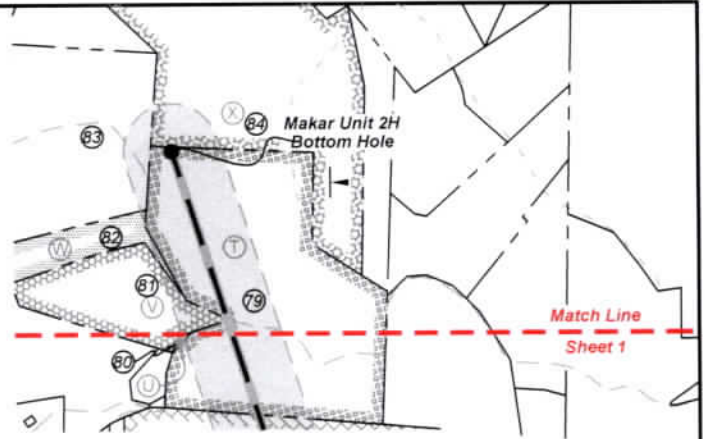 X
84
Makar Unit 2H
Bottom Hole
83
T
82
W
81
V
79
Match Line
Sheet 1
80
U